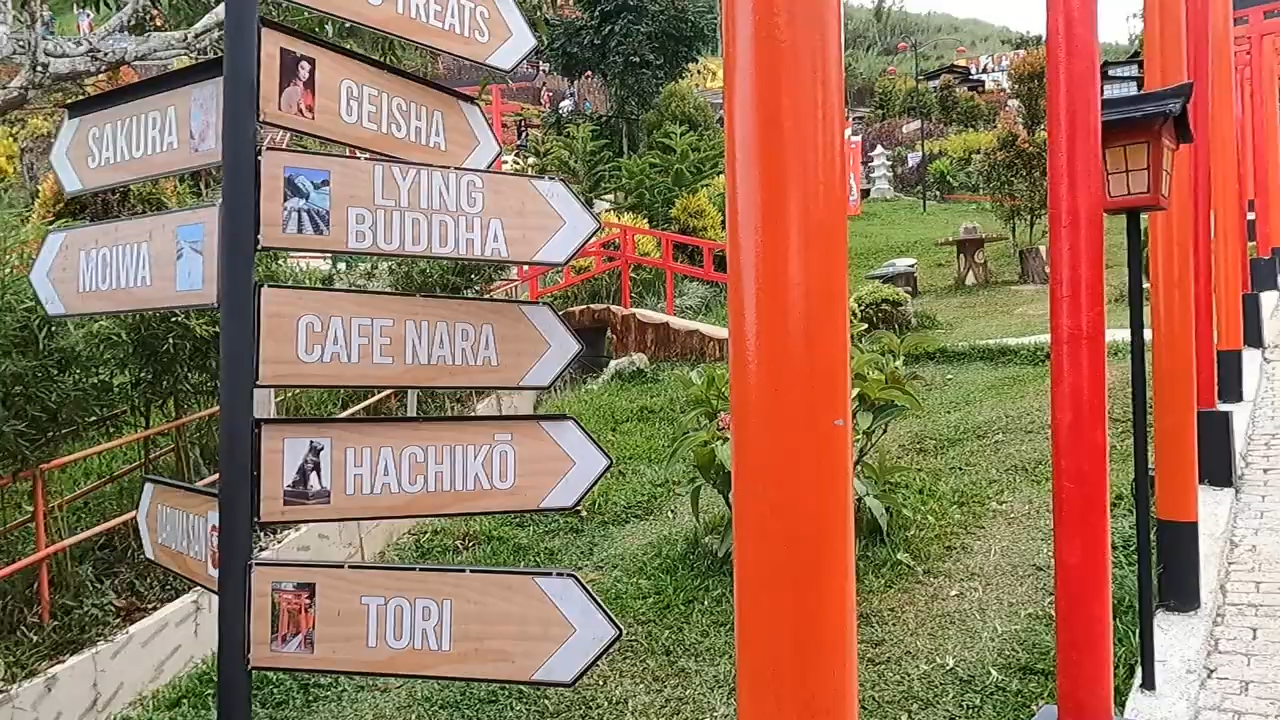 TREATS
GEISHA
SAKURA
LYING
BUDDHA
MOIWA
CAFE NARA
HACHIKŌ
TORI